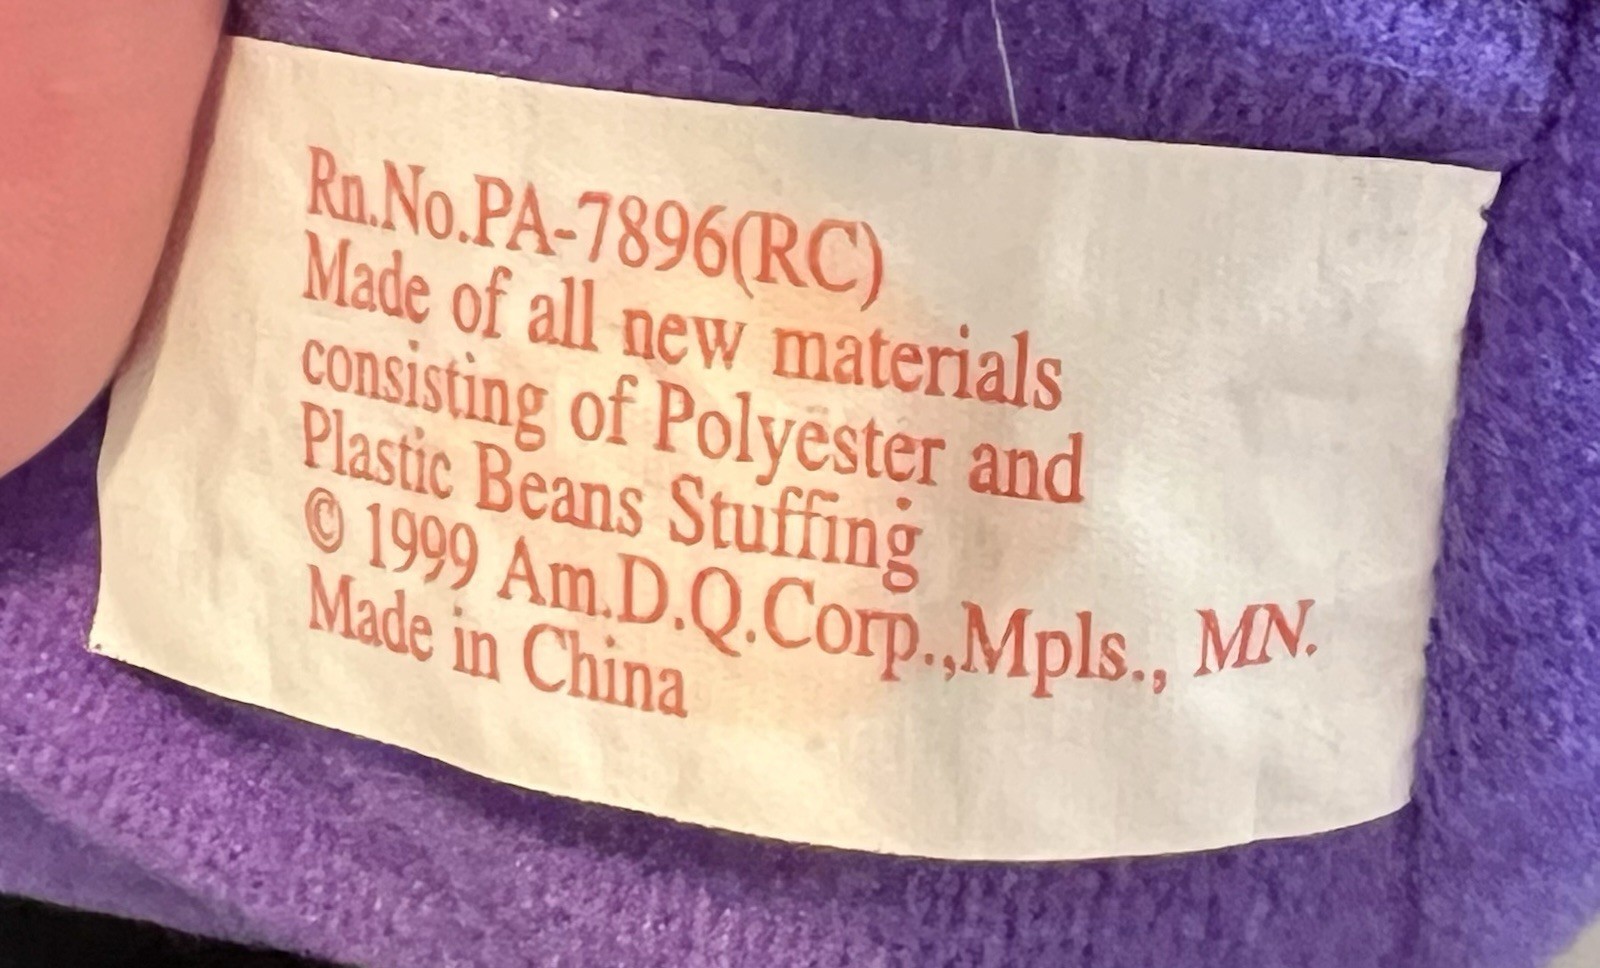 Rn.No.PA-7896(RC)
Made of all new materials
consisting of Polyester and
Plastic Beans Stuffing
© 1999 Am.D.Q.Corp.,Mpls., MN.
Made in China